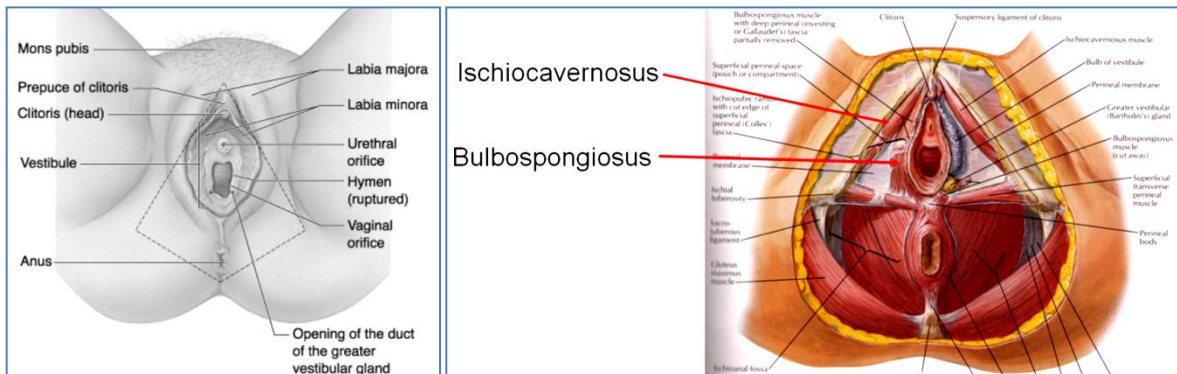 Mons pubis
Prepuce of clitoris
Clitoris (head)
Vestibule
Anus
Labia majora
Labia minora
Urethral
orifice
Hymen
(ruptured)
Vaginal
orifice
Opening of the duct
of the greater
vestibular gland
Ischiocavernosus
Bulbospongiosus
Bulbospongiosus muscle
with deep perineal (investing
or Gallaudet's) fascia
partially removed
Superficial perineal space
(pouch or compartment)
Ischiopubic ramus
with cut edge of
superficial
perineal (Colles')
fascia
Perineal
membrane
Ischial
tuberosity
Sacro-
tuberous
ligament
Gluteus
maximus
muscle
Ischioanal fossa
Clitoris
Suspensory ligament of clitoris
Ischiocavernosus muscle
Bulb of vestibule
Perineal membrane
Greater vestibular
(Bartholin's) gland
Bulbospongiosus
muscle
(cut away)
Superficial
transverse
perineal
muscle
Perineal
body